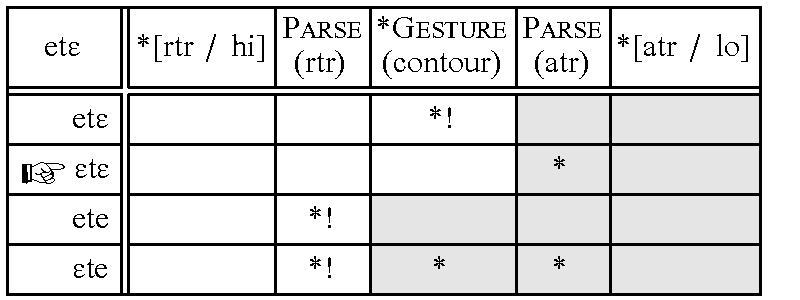 etɛ *[rtr / hi] PARSE (rtr) *GESTURE (contour) PARSE (atr) *[atr / lo]
etɛ *!
☞ ɛtɛ *
ete *!
ɛte *! * *